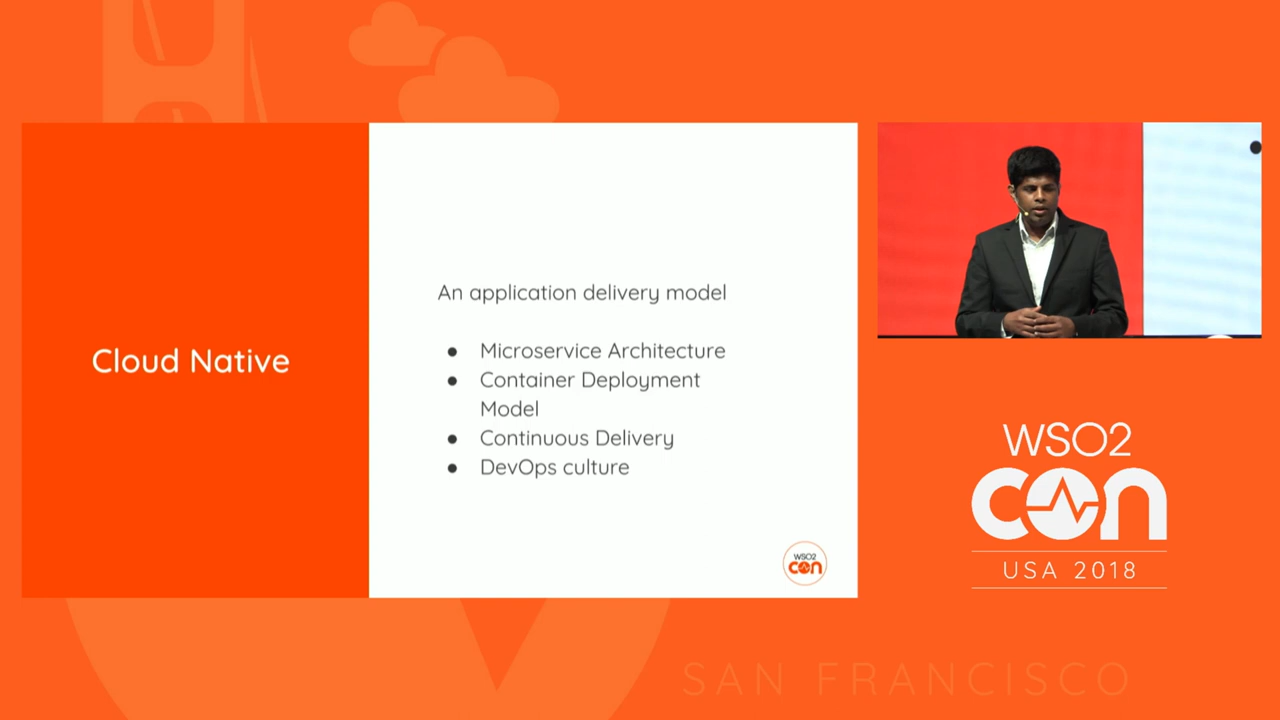 Cloud Native
An application delivery model
● Microservice Architecture
● Container Deployment
Model
● Continuous Delivery
● DevOps culture
WSO2
con
WSO2
con
USA 2018
SAN FRANCISCO